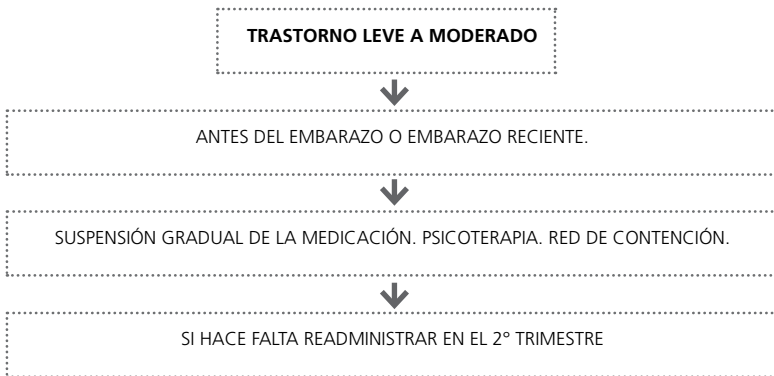 TRASTORNO LEVE A MODERADO
ANTES DEL EMBARAZO O EMBARAZO RECIENTE.
SUSPENSIÓN GRADUAL DE LA MEDICACIÓN. PSICOTERAPIA. RED DE CONTENCIÓN.
SI HACE FALTA READMINISTRAR EN EL 2° TRIMESTRE